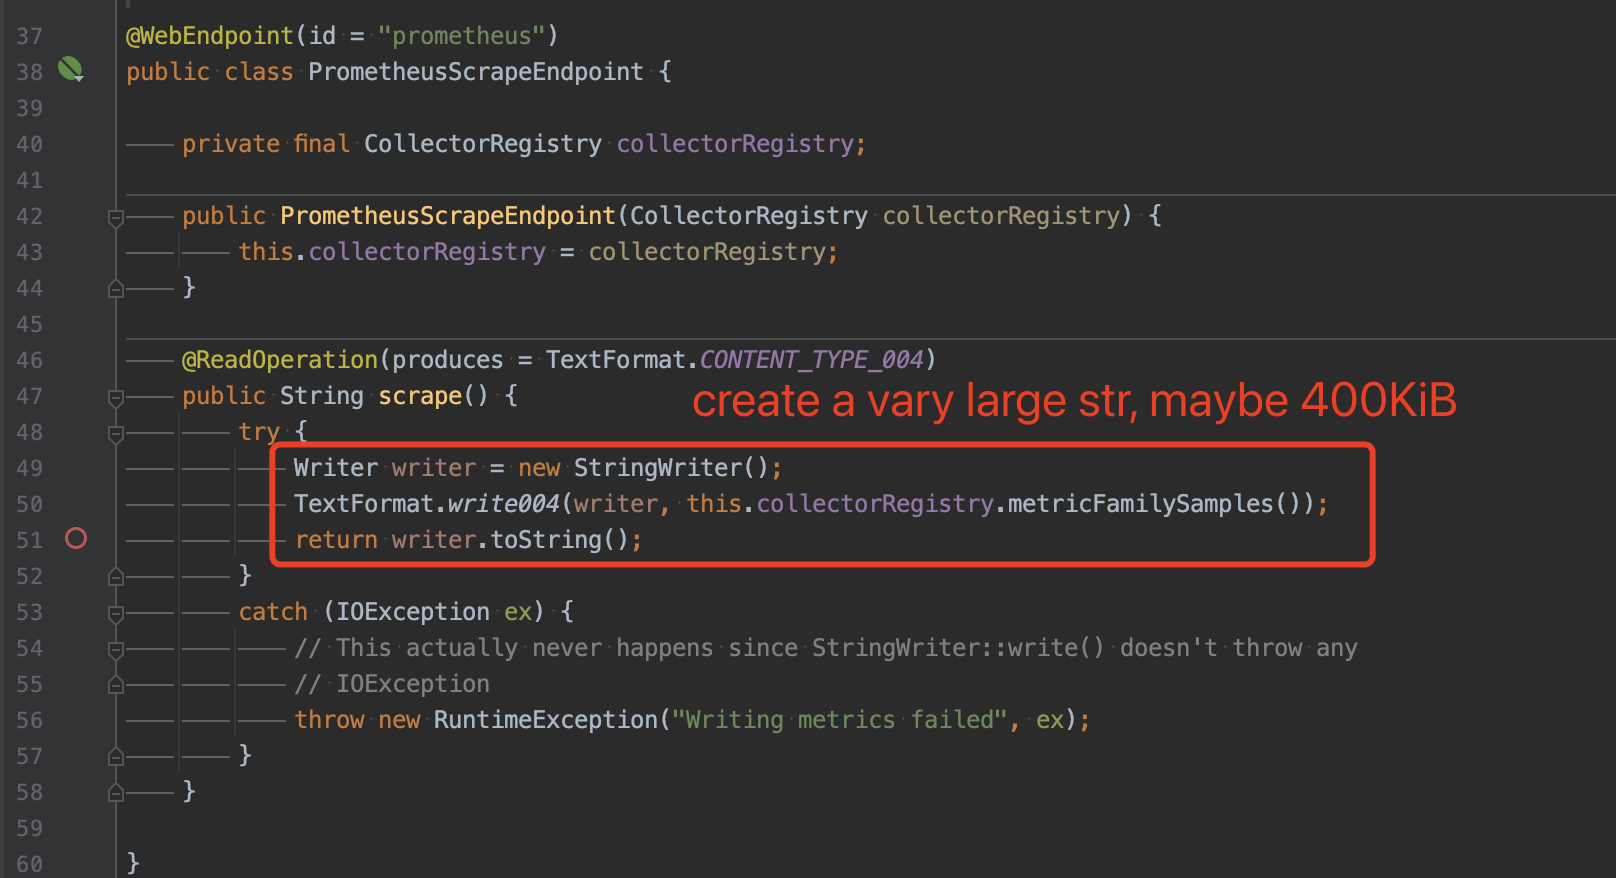 37 @WebEndpoint(id = "prometheus")
38 public class PrometheusScrapeEndpoint {
39
40 private final CollectorRegistry collectorRegistry;
41
42 public PrometheusScrapeEndpoint(CollectorRegistry collectorRegistry) {
43 this.collectorRegistry = collectorRegistry;
44 }
45
46 @ReadOperation(produces = TextFormat.CONTENT_TYPE_004)
47 public String scrape() {
create a vary large str, maybe 400KiB
48 try {
49 Writer writer = new StringWriter();
50 TextFormat.write004(writer, this.collectorRegistry.metricFamilySamples());
51 return writer.toString();
52 }
53 catch (IOException ex) {
54 // This actually never happens since StringWriter::write() doesn't throw any
55 // IOException
56 throw new RuntimeException("Writing metrics failed", ex);
57 }
58 }
59
60 }